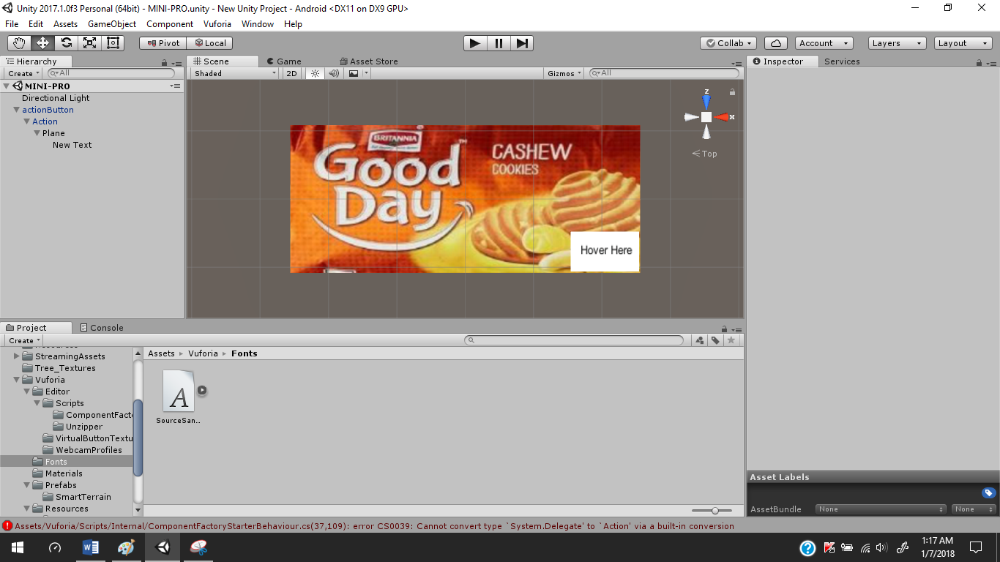 Unity 2017.1.0f3 Personal (64bit) - MINI-PRO.unity - New Unity Project - Android <DX11 on DX9 GPU>
File Edit Assets GameObject Component Vuforia Window Help
Pivot Local Collab Account Layers Layout
Hierarchy
Create All
MINI-PRO
Directional Light
actionButton
Action
Plane
New Text
Scene Game Asset Store
Shaded 2D Gizmos All
z
x
Top
BRITANNIA
Good
Day
™
CASHEW
COOKIES
Hover Here
Inspector Services
Project Console
Create
StreamingAssets
Tree_Textures
Vuforia
Editor
Scripts
ComponentFacto
Unzipper
VirtualButtonTextu
WebcamProfiles
Fonts
Materials
Prefabs
SmartTerrain
Resources
Assets Vuforia Fonts
A
SourceSan...
Asset Labels
AssetBundle None None
Assets/Vuforia/Scripts/Internal/ComponentFactoryStarterBehaviour.cs(37,109): error CS0039: Cannot convert type `System.Delegate' to `Action' via a built-in conversion
1:17 AM
1/7/2018